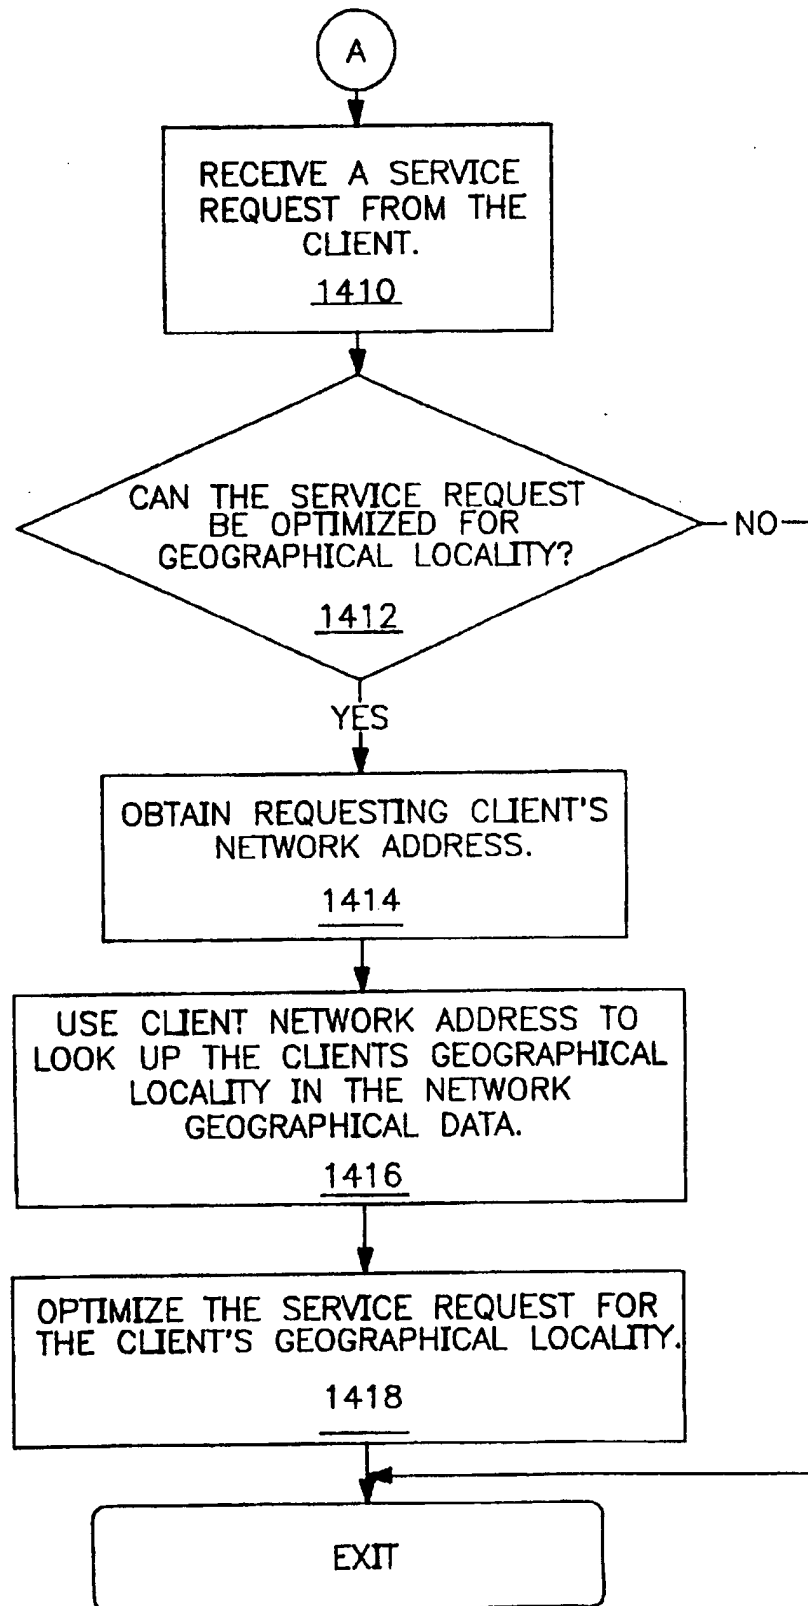 A
RECEIVE A SERVICE
REQUEST FROM THE
CLIENT.
1410
CAN THE SERVICE REQUEST
BE OPTIMIZED FOR
GEOGRAPHICAL LOCALITY?
1412
NO
YES
OBTAIN REQUESTING CLIENT'S
NETWORK ADDRESS.
1414
USE CLIENT NETWORK ADDRESS TO
LOOK UP THE CLIENTS GEOGRAPHICAL
LOCALITY IN THE NETWORK
GEOGRAPHICAL DATA.
1416
OPTIMIZE THE SERVICE REQUEST FOR
THE CLIENT'S GEOGRAPHICAL LOCALITY.
1418
EXIT